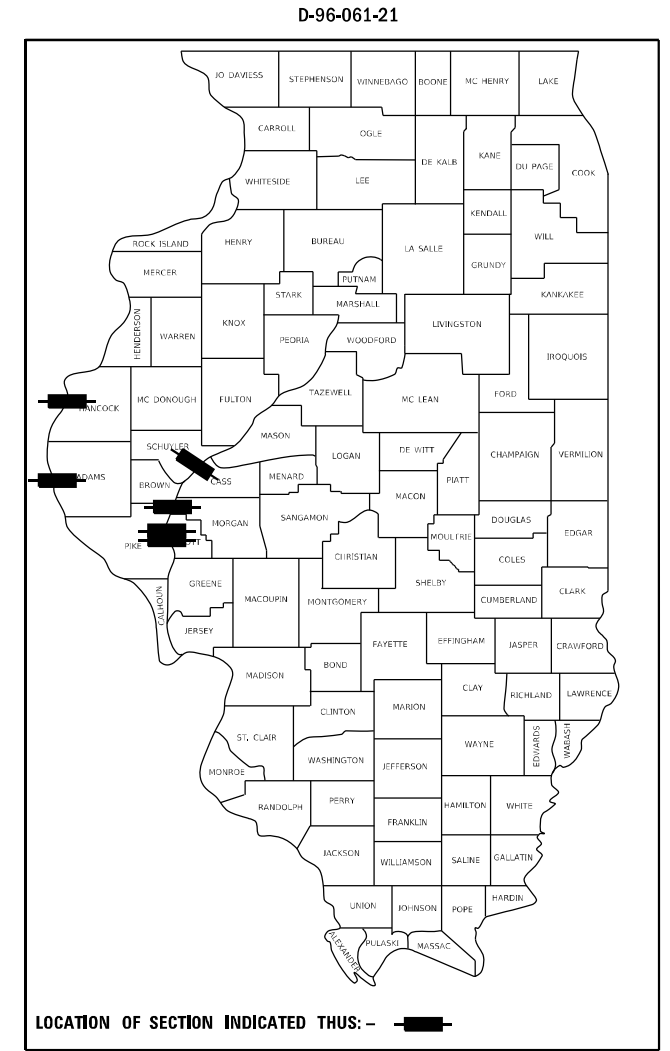 D-96-061-21
JO DAVIESS
STEPHENSON
WINNEBAGO
BOONE
MC HENRY
LAKE
CARROLL
OGLE
DE KALB
KANE
DU PAGE
COOK
WHITESIDE
LEE
KENDALL
ROCK ISLAND
HENRY
BUREAU
LA SALLE
WILL
GRUNDY
MERCER
PUTNAM
STARK
MARSHALL
KANKAKEE
HENDERSON
WARREN
KNOX
PEORIA
WOODFORD
LIVINGSTON
IROQUOIS
HANCOCK
MC DONOUGH
FULTON
TAZEWELL
MC LEAN
FORD
MASON
SCHUYLER
LOGAN
DE WITT
CHAMPAIGN
VERMILION
ADAMS
BROWN
CASS
MENARD
PIATT
MACON
MORGAN
SANGAMON
DOUGLAS
EDGAR
PIKE
MOULTRIE
CHRISTIAN
COLES
GREENE
SHELBY
CALHOUN
MACOUPIN
MONTGOMERY
CUMBERLAND
CLARK
JERSEY
FAYETTE
EFFINGHAM
JASPER
CRAWFORD
BOND
MADISON
CLAY
RICHLAND
LAWRENCE
CLINTON
MARION
ST. CLAIR
WAYNE
EDWARDS
WABASH
WASHINGTON
JEFFERSON
MONROE
RANDOLPH
PERRY
HAMILTON
WHITE
FRANKLIN
JACKSON
WILLIAMSON
SALINE
GALLATIN
UNION
JOHNSON
POPE
HARDIN
ALEXANDER
PULASKI
MASSAC
LOCATION OF SECTION INDICATED THUS: –